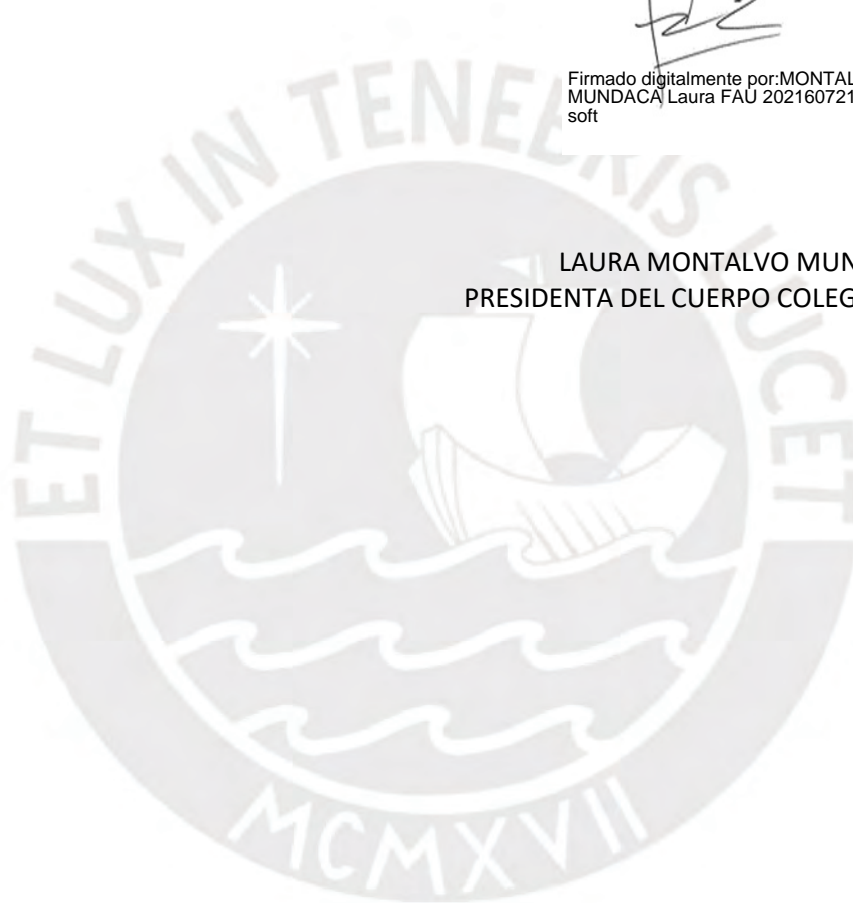 Firmado digitalmente por:MONTAL
MUNDACA Laura FAU 202160721
soft
LAURA MONTALVO MUN
PRESIDENTA DEL CUERPO COLEG
ET LUX IN TENEBRIS LUCET
MCMXVII